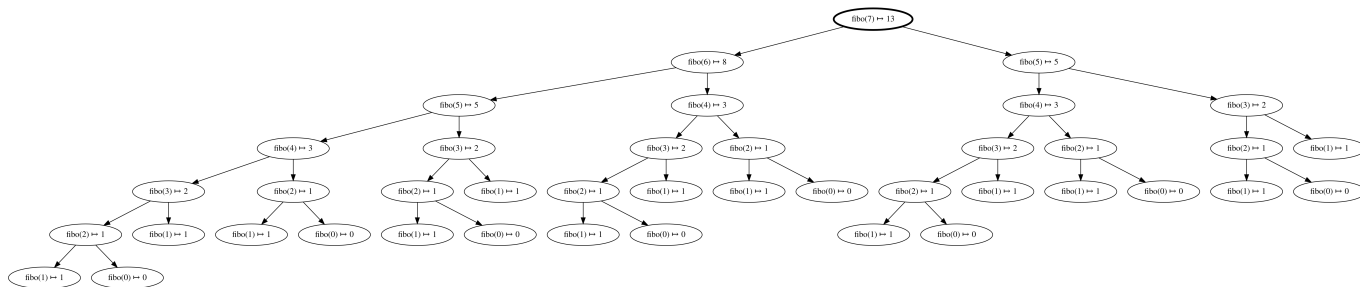 fibo(7) ↦ 13
fibo(6) ↦ 8
fibo(5) ↦ 5
fibo(5) ↦ 5
fibo(4) ↦ 3
fibo(4) ↦ 3
fibo(3) ↦ 2
fibo(4) ↦ 3
fibo(3) ↦ 2
fibo(3) ↦ 2
fibo(2) ↦ 1
fibo(3) ↦ 2
fibo(2) ↦ 1
fibo(2) ↦ 1
fibo(1) ↦ 1
fibo(3) ↦ 2
fibo(2) ↦ 1
fibo(2) ↦ 1
fibo(1) ↦ 1
fibo(2) ↦ 1
fibo(1) ↦ 1
fibo(1) ↦ 1
fibo(0) ↦ 0
fibo(2) ↦ 1
fibo(1) ↦ 1
fibo(1) ↦ 1
fibo(0) ↦ 0
fibo(1) ↦ 1
fibo(0) ↦ 0
fibo(2) ↦ 1
fibo(1) ↦ 1
fibo(1) ↦ 1
fibo(0) ↦ 0
fibo(1) ↦ 1
fibo(0) ↦ 0
fibo(1) ↦ 1
fibo(0) ↦ 0
fibo(1) ↦ 1
fibo(0) ↦ 0
fibo(1) ↦ 1
fibo(0) ↦ 0